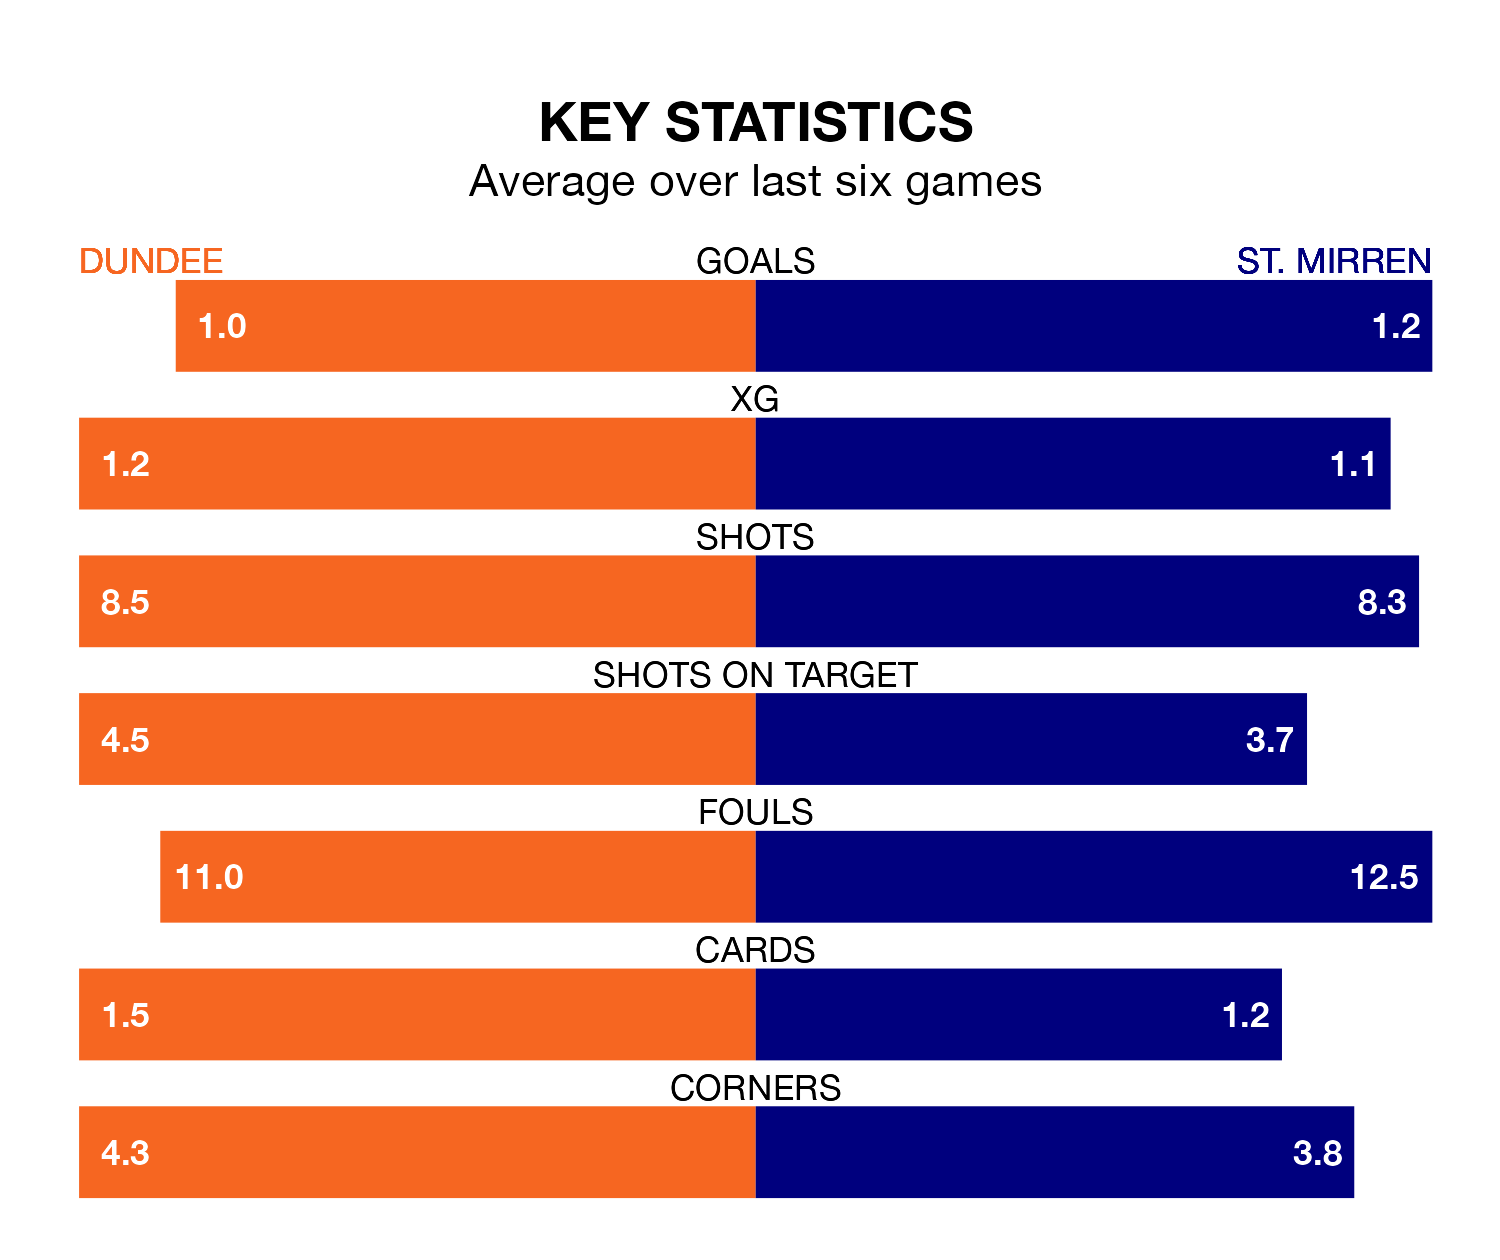 KEY STATISTICS
Average over last six games
DUNDEE GOALS ST. MIRREN
1.0 1.2
XG
1.2 1.1
SHOTS
8.5 8.3
SHOTS ON TARGET
4.5 3.7
FOULS
11.0 12.5
CARDS
1.5 1.2
CORNERS
4.3 3.8